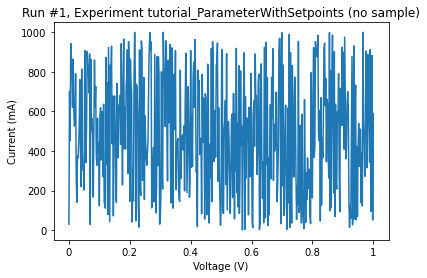 Run #1, Experiment tutorial_ParameterWithSetpoints (no sample)
1000
800
600
400
200
0
Current (mA)
0 0.2 0.4 0.6 0.8 1
Voltage (V)